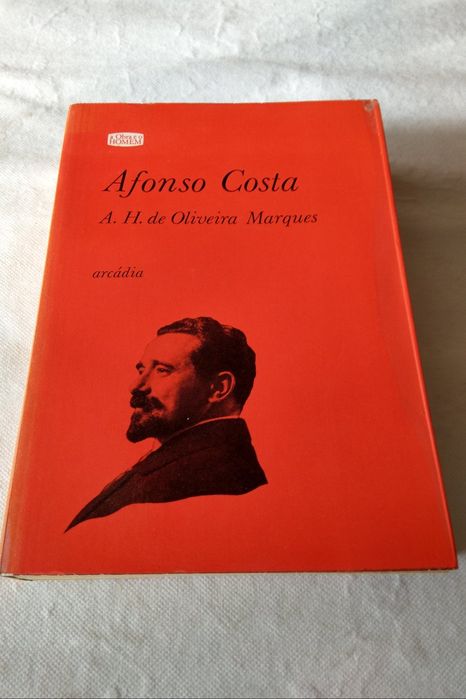 a Obra e o
HOMEM
Afonso Costa
A. H. de Oliveira Marques
arcádia